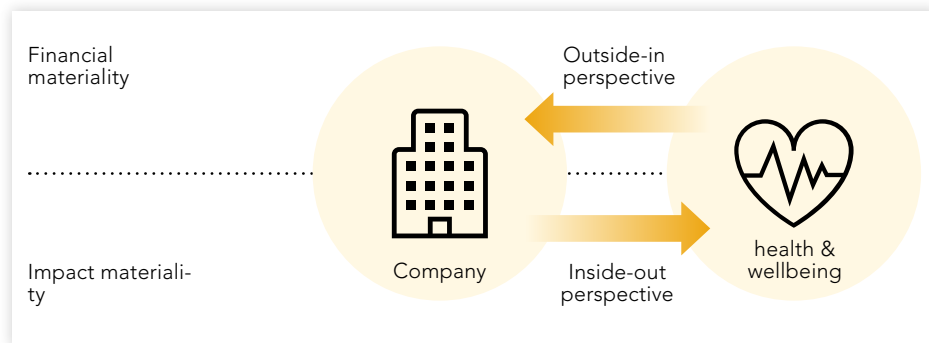 Financial
materiality
Outside-in
perspective
Company
health &
wellbeing
Impact materiali-
ty
Inside-out
perspective